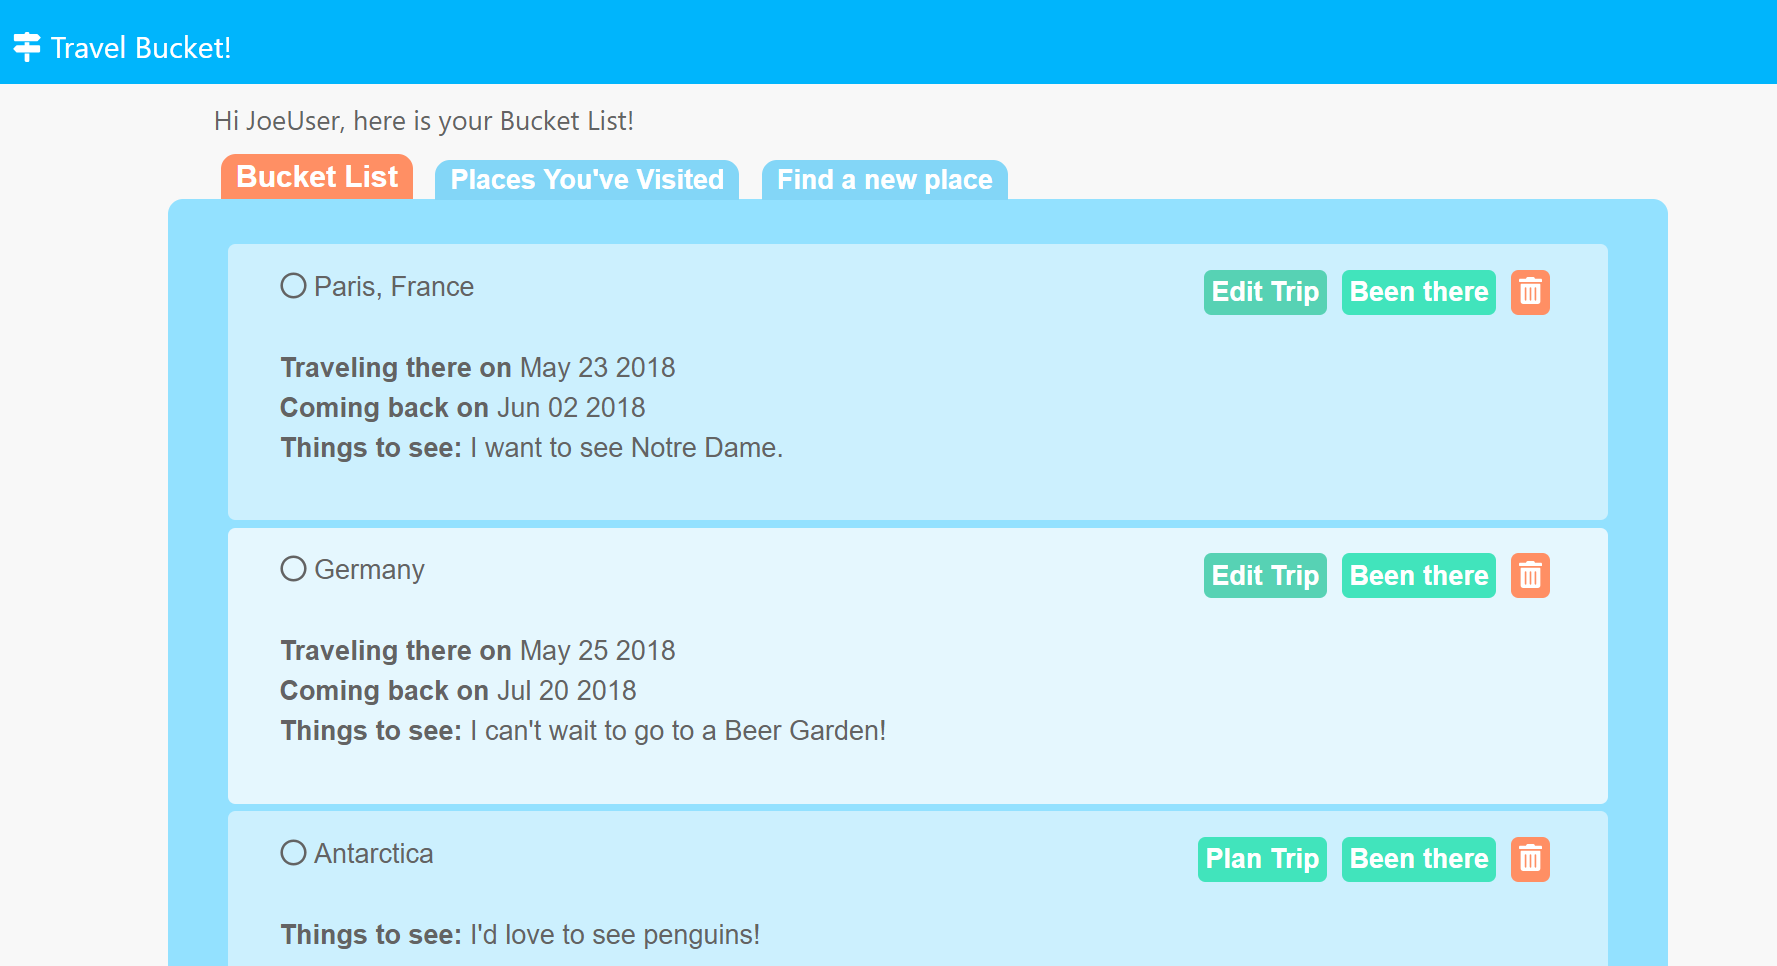 Travel Bucket!
Hi JoeUser, here is your Bucket List!
Bucket List Places You've Visited Find a new place
Paris, France Edit Trip Been there
Traveling there on May 23 2018
Coming back on Jun 02 2018
Things to see: I want to see Notre Dame.
Germany Edit Trip Been there
Traveling there on May 25 2018
Coming back on Jul 20 2018
Things to see: I can't wait to go to a Beer Garden!
Antarctica Plan Trip Been there
Things to see: I'd love to see penguins!